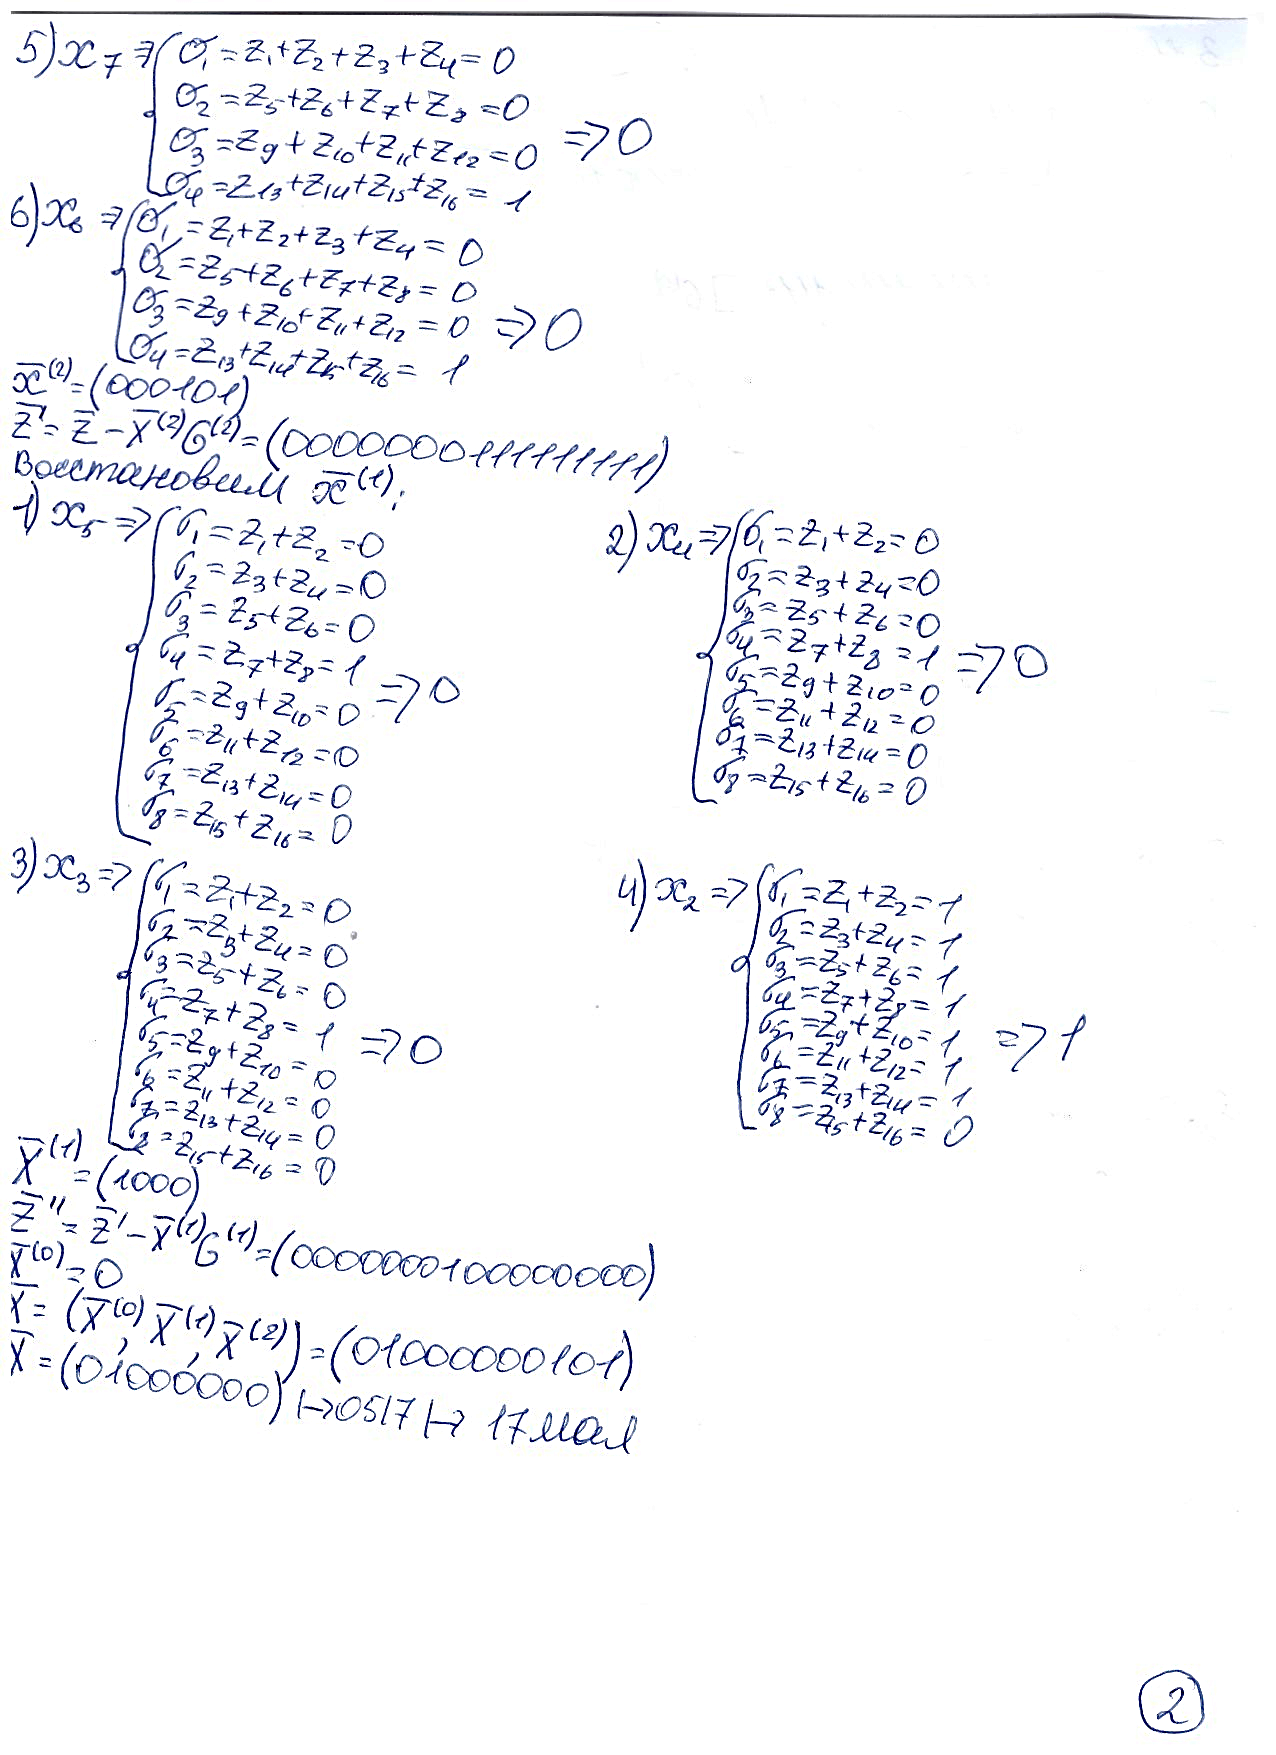 5) x₇ ⇒ { σ₁ = z₁+z₂+z₃+z₄=0
σ₂ = z₅+z₆+z₇+z₈=0
σ₃ = z₉+z₁₀+z₁₁+z₁₂=0 => 0
σ₄ = z₁₃+z₁₄+z₁₅+z₁₆= 1
6) x₆ ⇒ { σ₁ = z₁+z₂+z₃+z₄= 0
σ₂ = z₅+z₆+z₇+z₈= 0
σ₃ = z₉+z₁₀+z₁₁+z₁₂= 0 => 0
σ₄ = z₁₃+z₁₄+z₁₅+z₁₆= 1
x̄⁽²⁾=(000101)
z̄' = z̄ - x̄⁽²⁾G⁽²⁾=(0000000111111111)
Восстановим x̄⁽¹⁾:
1) x₅ => { σ₁ = z₁+z₂=0
σ₂ = z₃+z₄=0
σ₃ = z₅+z₆=0
σ₄ = z₇+z₈=1
σ₅ = z₉+z₁₀=0 => 0
σ₆ = z₁₁+z₁₂=0
σ₇ = z₁₃+z₁₄=0
σ₈ = z₁₅+z₁₆=0
2) x₄ => { σ₁ = z₁+z₂=0
σ₂ = z₃+z₄=0
σ₃ = z₅+z₆=0
σ₄ = z₇+z₈=1 => 0
σ₅ = z₉+z₁₀=0
σ₆ = z₁₁+z₁₂=0
σ₇ = z₁₃+z₁₄=0
σ₈ = z₁₅+z₁₆=0
3) x₃ => { σ₁ = z₁+z₂=0
σ₂ = z₃+z₄=0
σ₃ = z₅+z₆=0
σ₄ = z₇+z₈=1
σ₅ = z₉+z₁₀=0 => 0
σ₆ = z₁₁+z₁₂=0
σ₇ = z₁₃+z₁₄=0
σ₈ = z₁₅+z₁₆=0
4) x₂ => { σ₁ = z₁+z₂=1
σ₂ = z₃+z₄=1
σ₃ = z₅+z₆=1
σ₄ = z₇+z₈=1
σ₅ = z₉+z₁₀=1 => 1
σ₆ = z₁₁+z₁₂=1
σ₇ = z₁₃+z₁₄=1
σ₈ = z₁₅+z₁₆=0
x̄⁽¹⁾=(1000)
z̄'' = z̄' - x̄⁽¹⁾G⁽¹⁾=(0000000100000000)
x̄⁽⁰⁾=0
x̄ = (x̄⁽⁰⁾, x̄⁽¹⁾, x̄⁽²⁾)=(01000000101)
x̄ = (01000000) ↦ 0517 ↦ 17 мая
2